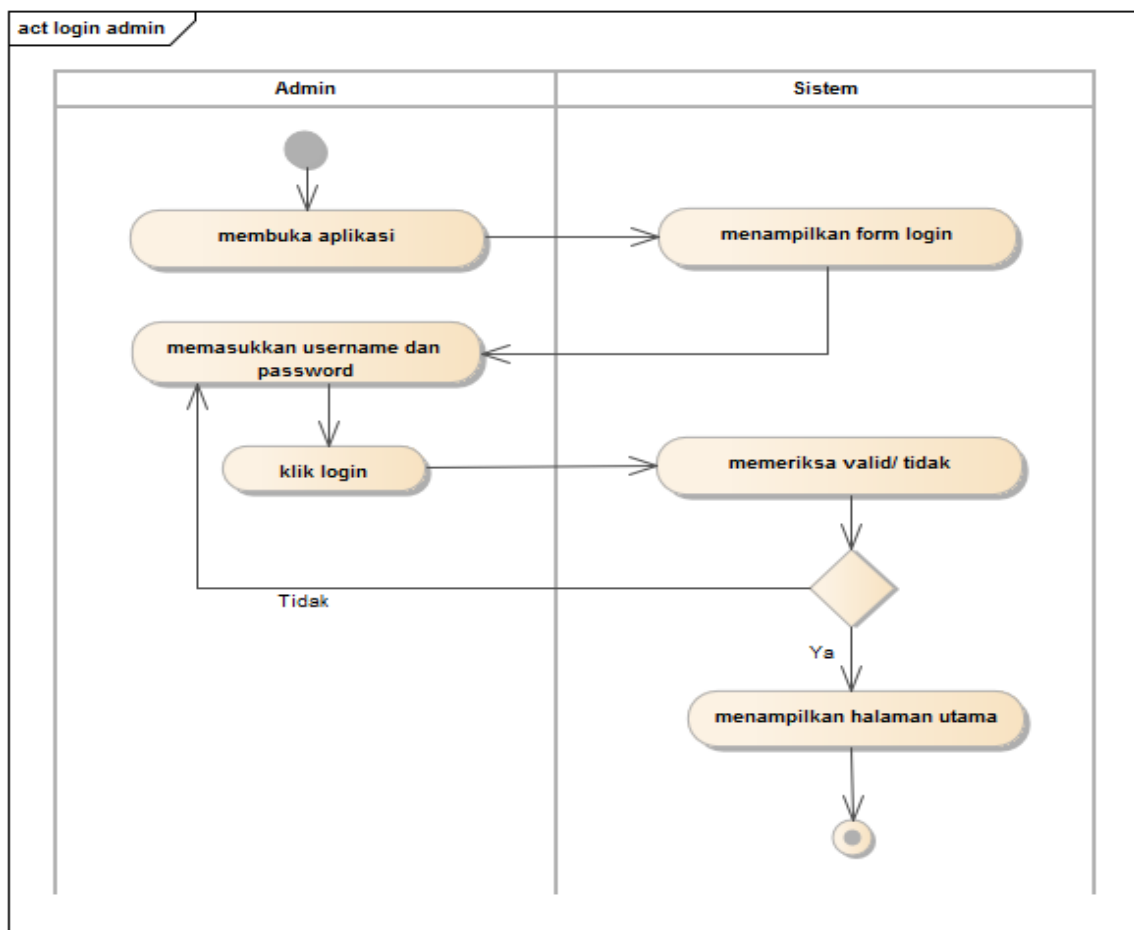 act login admin
Admin
Sistem
membuka aplikasi
menampilkan form login
memasukkan username dan
password
klik login
memeriksa valid/ tidak
Tidak
Ya
menampilkan halaman utama